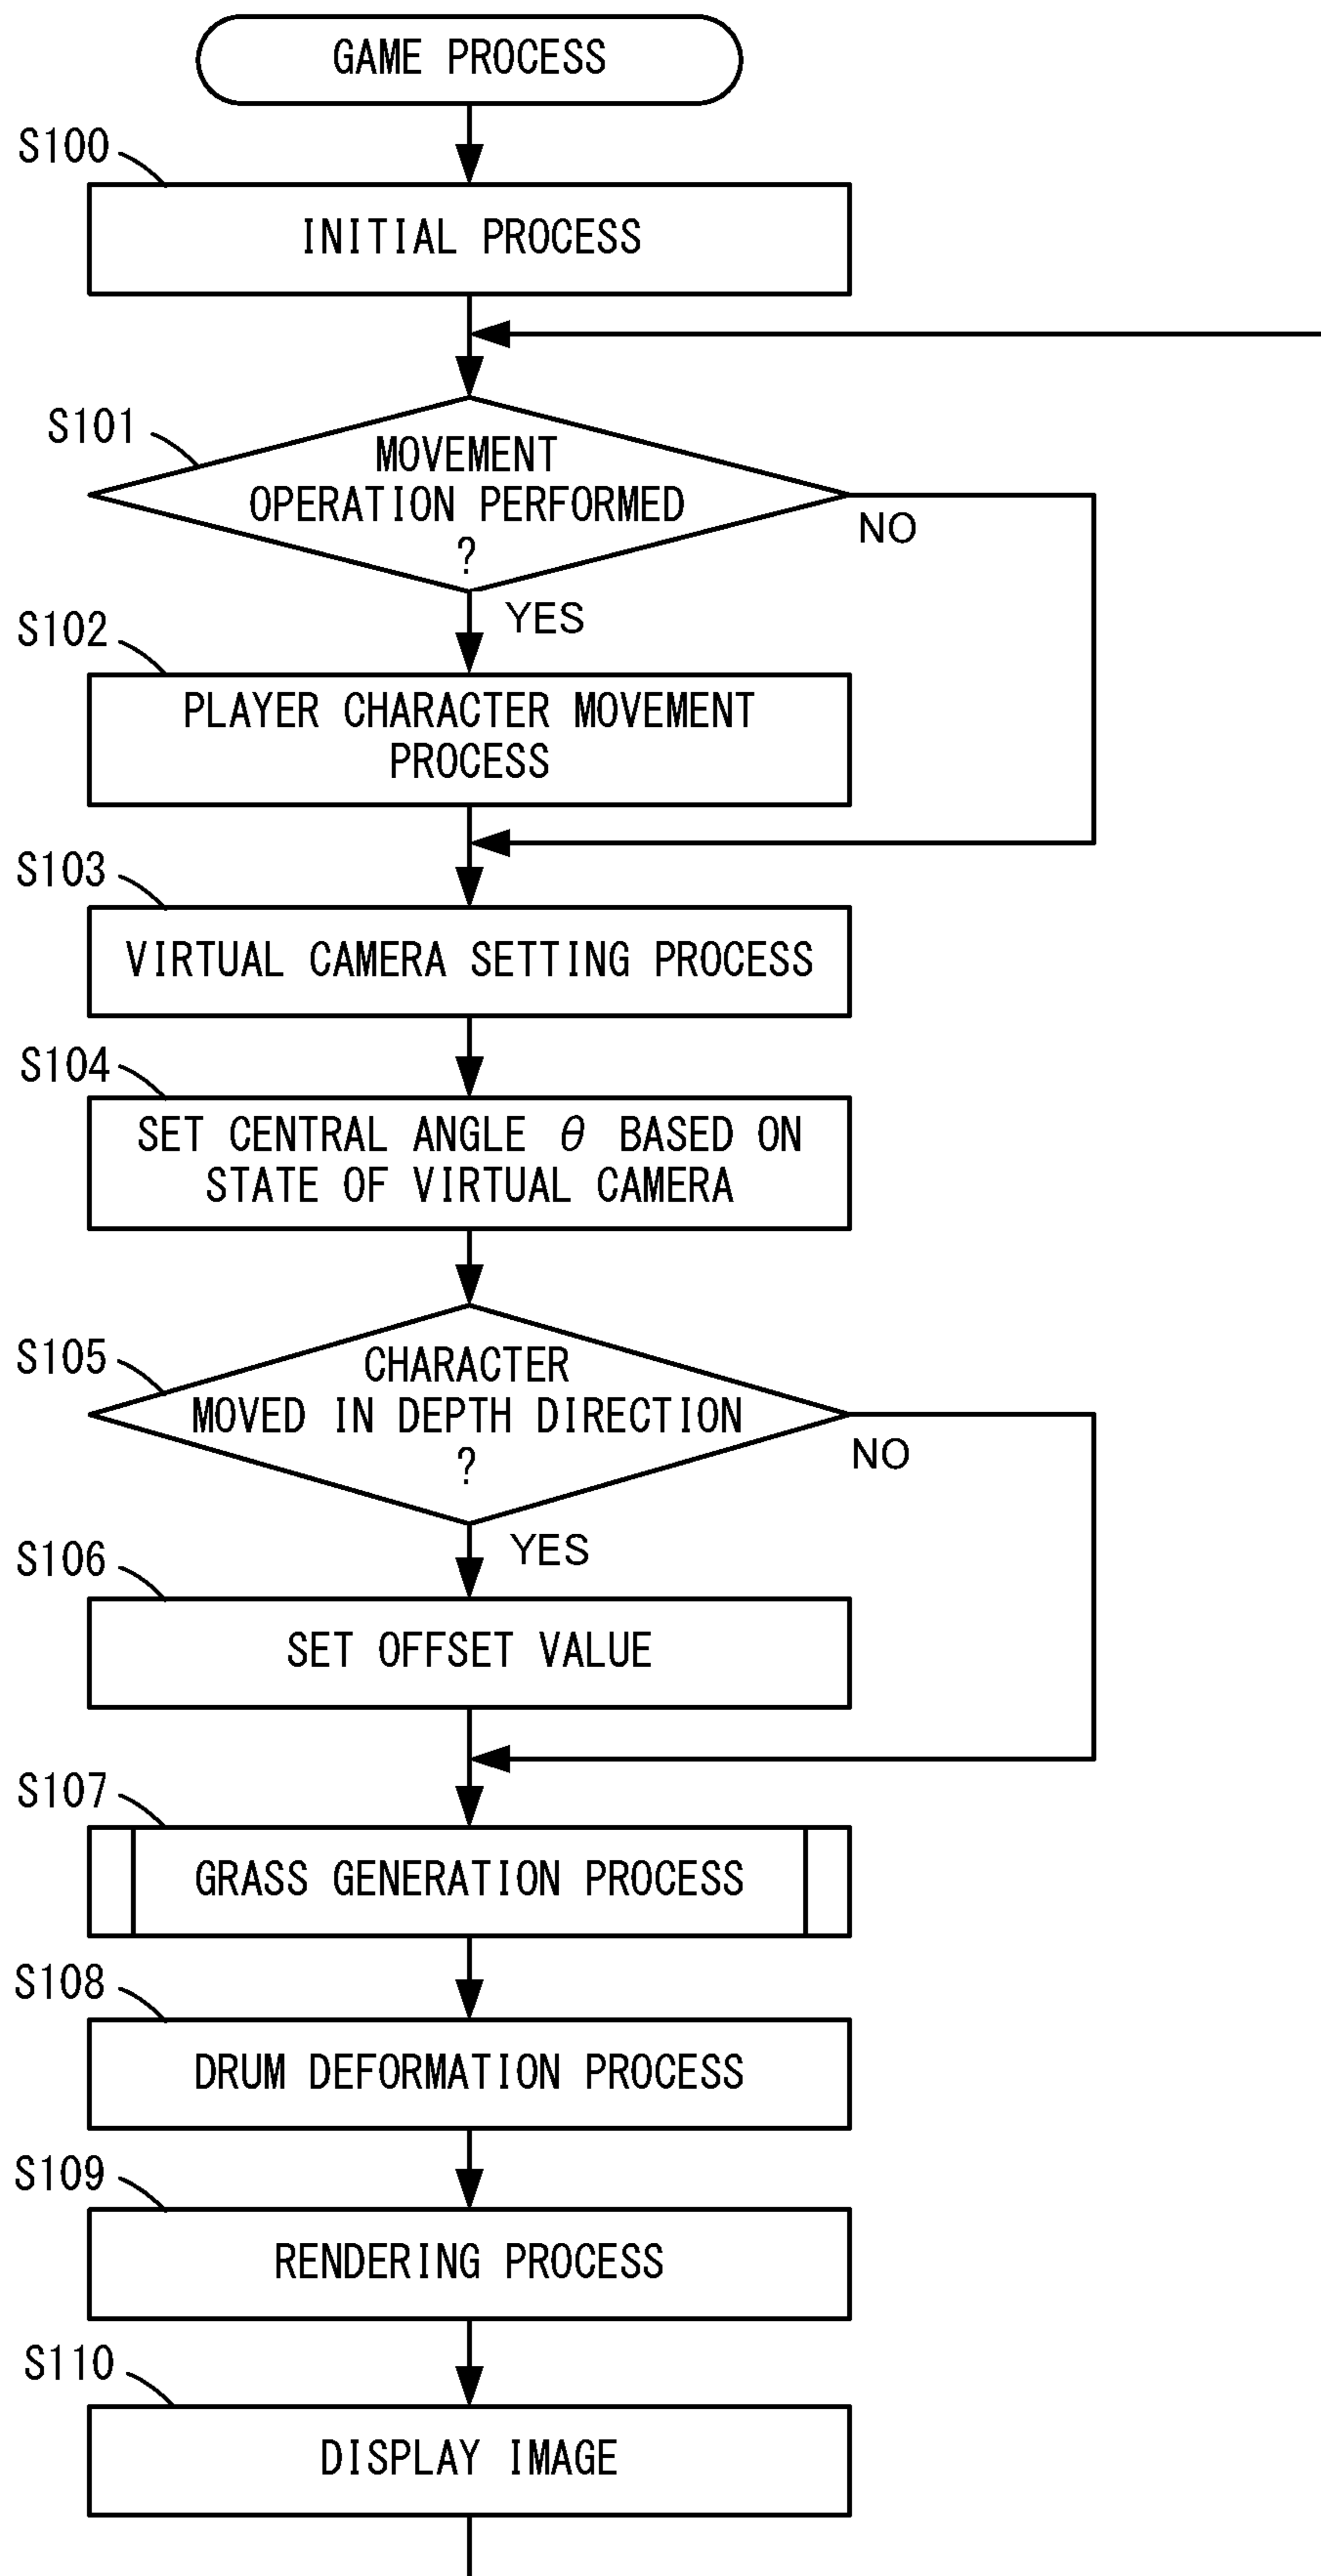 GAME PROCESS
S100
INITIAL PROCESS
S101
MOVEMENT
OPERATION PERFORMED
?
NO
YES
S102
PLAYER CHARACTER MOVEMENT
PROCESS
S103
VIRTUAL CAMERA SETTING PROCESS
S104
SET CENTRAL ANGLE θ BASED ON
STATE OF VIRTUAL CAMERA
S105
CHARACTER
MOVED IN DEPTH DIRECTION
?
NO
YES
S106
SET OFFSET VALUE
S107
GRASS GENERATION PROCESS
S108
DRUM DEFORMATION PROCESS
S109
RENDERING PROCESS
S110
DISPLAY IMAGE